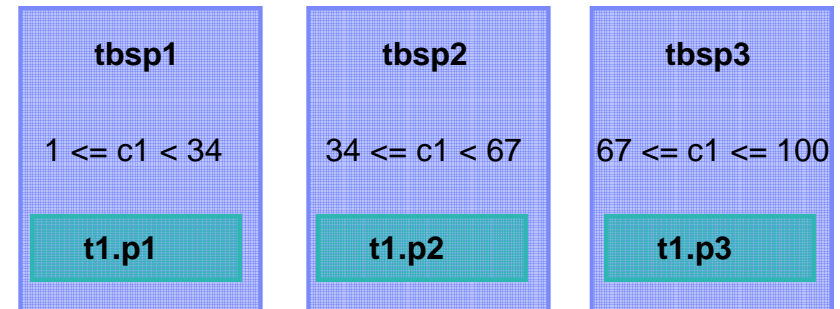 tbsp1
1 <= c1 < 34
t1.p1
tbsp2
34 <= c1 < 67
t1.p2
tbsp3
67 <= c1 <= 100
t1.p3